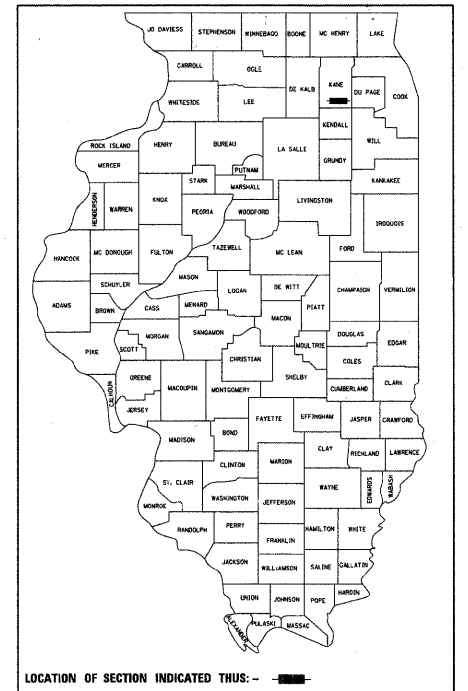 JO DAVIESS STEPHENSON WINNEBAGO BOONE MC HENRY LAKE
CARROLL OGLE DE KALB KANE DU PAGE COOK
WHITESIDE LEE
KENDALL WILL
ROCK ISLAND HENRY BUREAU LA SALLE GRUNDY
MERCER PUTNAM KANKAKEE
STARK MARSHALL LIVINGSTON
HENDERSON WARREN KNOX PEORIA WOODFORD IROQUOIS
HANCOCK MC DONOUGH FULTON TAZEWELL MC LEAN FORD
MASON
SCHUYLER LOGAN DE WITT CHAMPAIGN VERMILION
ADAMS BROWN CASS MENARD MACON PIATT
MORGAN SANGAMON DOUGLAS EDGAR
PIKE SCOTT CHRISTIAN MOULTRIE COLES
GREENE MACOUPIN MONTGOMERY SHELBY CUMBERLAND CLARK
CALHOUN JERSEY
FAYETTE EFFINGHAM JASPER CRAWFORD
MADISON BOND CLAY RICHLAND LAWRENCE
CLINTON MARION
ST. CLAIR WAYNE EDWARDS WABASH
MONROE WASHINGTON JEFFERSON
RANDOLPH PERRY HAMILTON WHITE
FRANKLIN
JACKSON WILLIAMSON SALINE GALLATIN
UNION JOHNSON POPE HARDIN
ALEXANDER PULASKI MASSAC
LOCATION OF SECTION INDICATED THUS: -